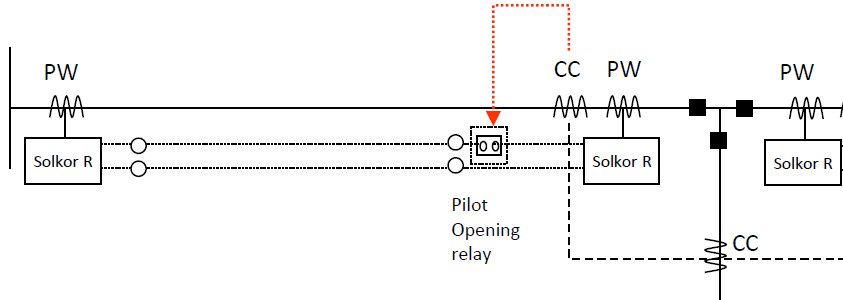 PW
CC
PW
PW
Solkor R
Solkor R
Solkor R
Pilot
Opening
relay
CC